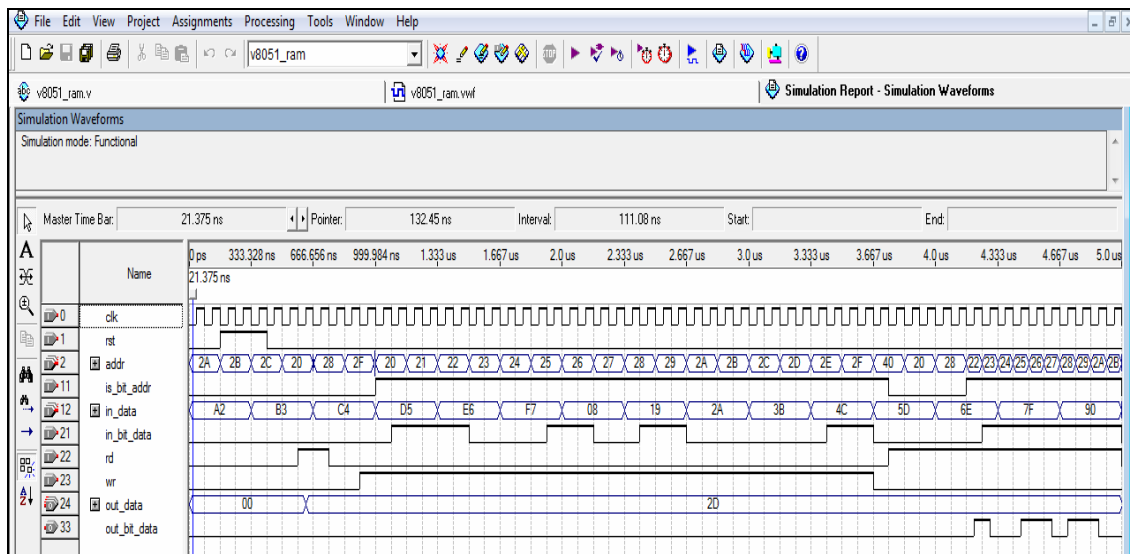 File Edit View Project Assignments Processing Tools Window Help
v8051_ram
v8051_ram.v v8051_ram.vwf Simulation Report - Simulation Waveforms
Simulation Waveforms
Simulation mode: Functional
Master Time Bar: 21.375 ns Pointer: 132.45 ns Interval: 111.08 ns Start: End:
Name
0 ps 333.328 ns 666.656 ns 999.984 ns 1.333 us 1.667 us 2.0 us 2.333 us 2.667 us 3.0 us 3.333 us 3.667 us 4.0 us 4.333 us 4.667 us 5.0 us
21.375 ns
0 clk
1 rst
2 addr 2A 2B 2C 20 28 2F 20 21 22 23 24 25 26 27 28 29 2A 2B 2C 2D 2E 2F 40 20 28 22 23 24 25 26 27 28 29 2A 2B
11 is_bit_addr
12 in_data A2 B3 C4 D5 E6 F7 08 19 2A 3B 4C 5D 6E 7F 90
21 in_bit_data
22 rd
23 wr
24 out_data 00 2D
33 out_bit_data